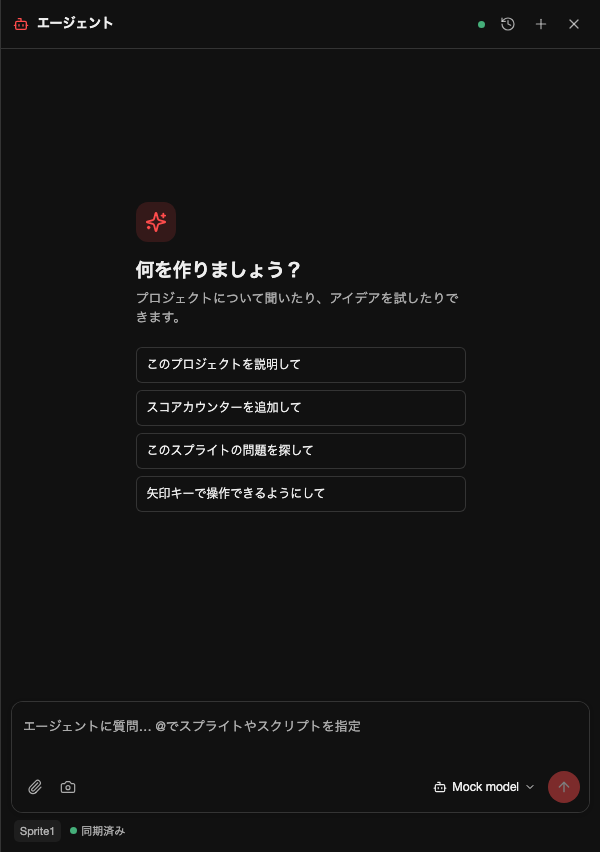 エージェント
何を作りましょう？
プロジェクトについて聞いたり、アイデアを試したりで
きます。
このプロジェクトを説明して
スコアカウンターを追加して
このスプライトの問題を探して
矢印キーで操作できるようにして
エージェントに質問... @でスプライトやスクリプトを指定
Mock model
Sprite1
同期済み